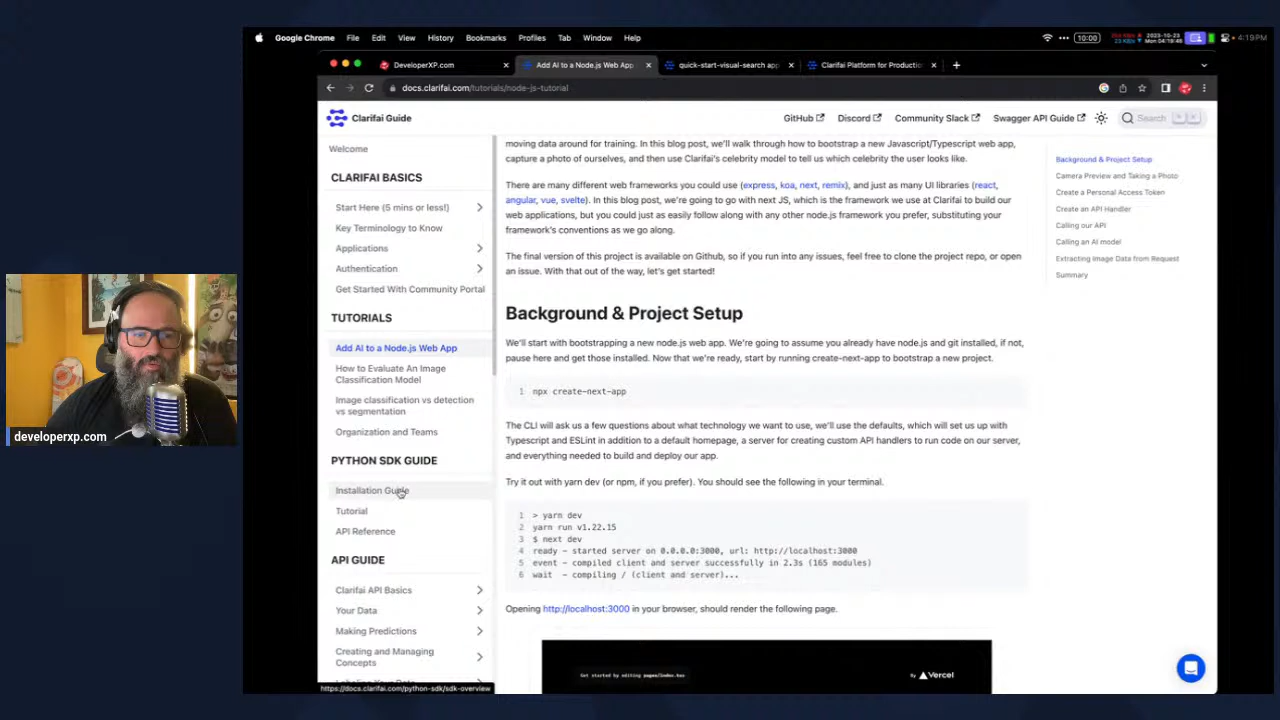 Google Chrome File Edit View History Bookmarks Profiles Tab Window Help
10:00
4:19PM
DeveloperXP.com
Add AI to a Node.js Web App
quick-start-visual-search app
Clarifai Platform for Producti
docs.clarifai.com/tutorials/node-js-tutorial
Clarifai Guide
GitHub
Discord
Community Slack
Swagger API Guide
Search
Welcome
CLARIFAI BASICS
Start Here (5 mins or less!)
Key Terminology to Know
Applications
Authentication
Get Started With Community Portal
TUTORIALS
Add AI to a Node.js Web App
How to Evaluate An Image
Classification Model
Image classification vs detection
vs segmentation
Organization and Teams
PYTHON SDK GUIDE
Installation Guide
Tutorial
API Reference
API GUIDE
Clarifai API Basics
Your Data
Making Predictions
Creating and Managing
Concepts
https://docs.clarifai.com/python-sdk/sdk-overview
moving data around for training. In this blog post, we'll walk through how to bootstrap a new Javascript/Typescript web app,
capture a photo of ourselves, and then use Clarifai's celebrity model to tell us which celebrity the user looks like.
There are many different web frameworks you could use (express, koa, next, remix), and just as many UI libraries (react,
angular, vue, svelte). In this blog post, we're going to go with next JS, which is the framework we use at Clarifai to build our
web applications, but you could just as easily follow along with any other node.js framework you prefer, substituting your
framework's conventions as we go along.
The final version of this project is available on Github, so if you run into any issues, feel free to clone the project repo, or open
an issue. With that out of the way, let's get started!
Background & Project Setup
We'll start with bootstrapping a new node.js web app. We're going to assume you already have node.js and git installed, if not,
pause here and get those installed. Now that we're ready, start by running create-next-app to bootstrap a new project.
1 npx create-next-app
The CLI will ask us a few questions about what technology we want to use, we'll use the defaults, which will set us up with
Typescript and ESLint in addition to a default homepage, a server for creating custom API handlers to run code on our server,
and everything needed to build and deploy our app.
Try it out with yarn dev (or npm, if you prefer). You should see the following in your terminal.
1 > yarn dev
2 yarn run v1.22.15
3 $ next dev
4 ready - started server on 0.0.0.0:3000, url: http://localhost:3000
5 event - compiled client and server successfully in 2.3s (165 modules)
6 wait - compiling / (client and server)...
Opening http://localhost:3000 in your browser, should render the following page.
Get started by editing pages/index.tsx
By Vercel
Background & Project Setup
Camera Preview and Taking a Photo
Create a Personal Access Token
Create an API Handler
Calling our API
Calling an AI model
Extracting Image Data from Request
Summary
developerxp.com